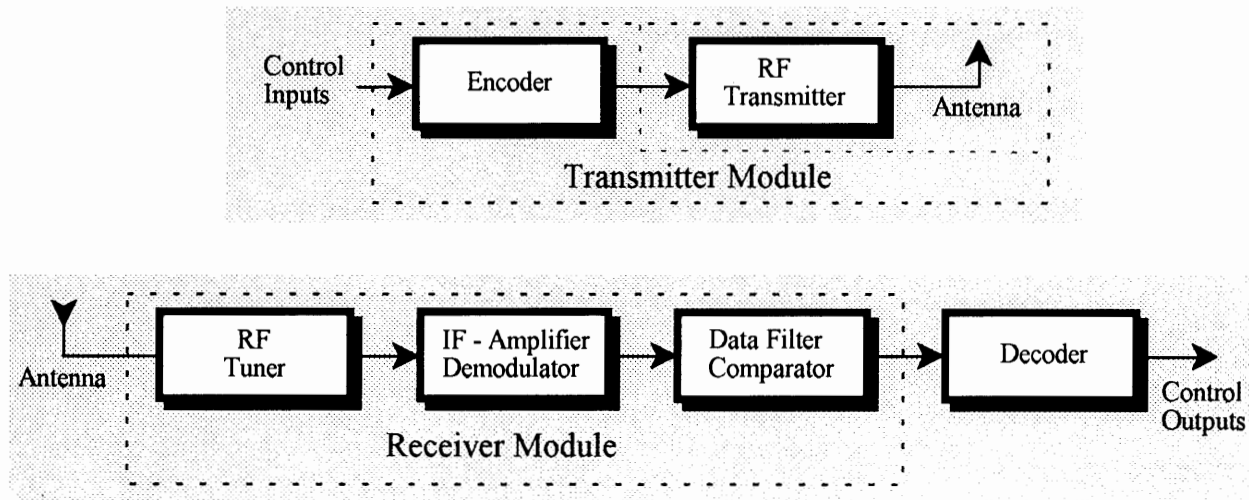 Control
Inputs
Encoder
RF
Transmitter
Antenna
Transmitter Module
RF
Tuner
IF - Amplifier
Demodulator
Data Filter
Comparator
Decoder
Antenna
Control
Outputs
Receiver Module